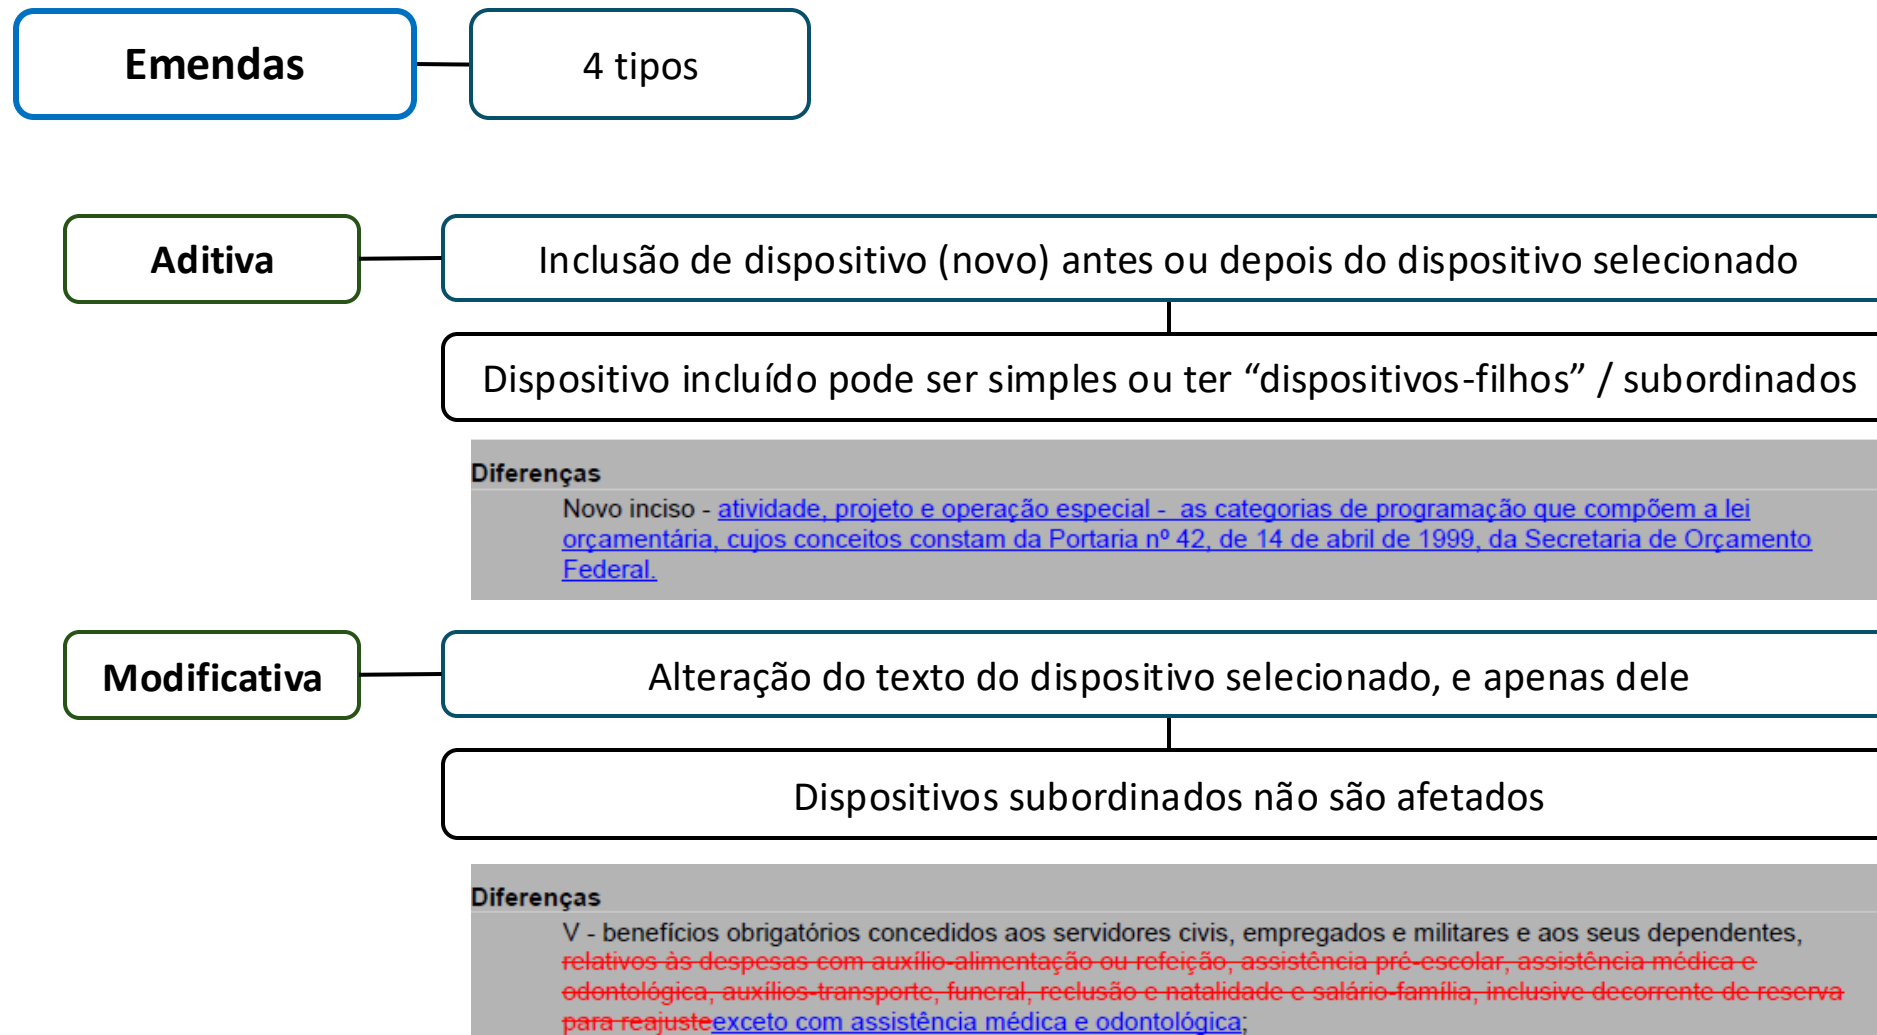 Emendas
4 tipos
Aditiva
Inclusão de dispositivo (novo) antes ou depois do dispositivo selecionado
Dispositivo incluído pode ser simples ou ter “dispositivos-filhos” / subordinados
Diferenças
Novo inciso - atividade, projeto e operação especial -  as categorias de programação que compõem a lei
orçamentária, cujos conceitos constam da Portaria nº 42, de 14 de abril de 1999, da Secretaria de Orçamento
Federal.
Modificativa
Alteração do texto do dispositivo selecionado, e apenas dele
Dispositivos subordinados não são afetados
Diferenças
V - benefícios obrigatórios concedidos aos servidores civis, empregados e militares e aos seus dependentes,
relativos às despesas com auxílio-alimentação ou refeição, assistência pré-escolar, assistência médica e
odontológica, auxílios-transporte, funeral, reclusão e natalidade e salário-família, inclusive decorrente de reserva
para reajusteexceto com assistência médica e odontológica;